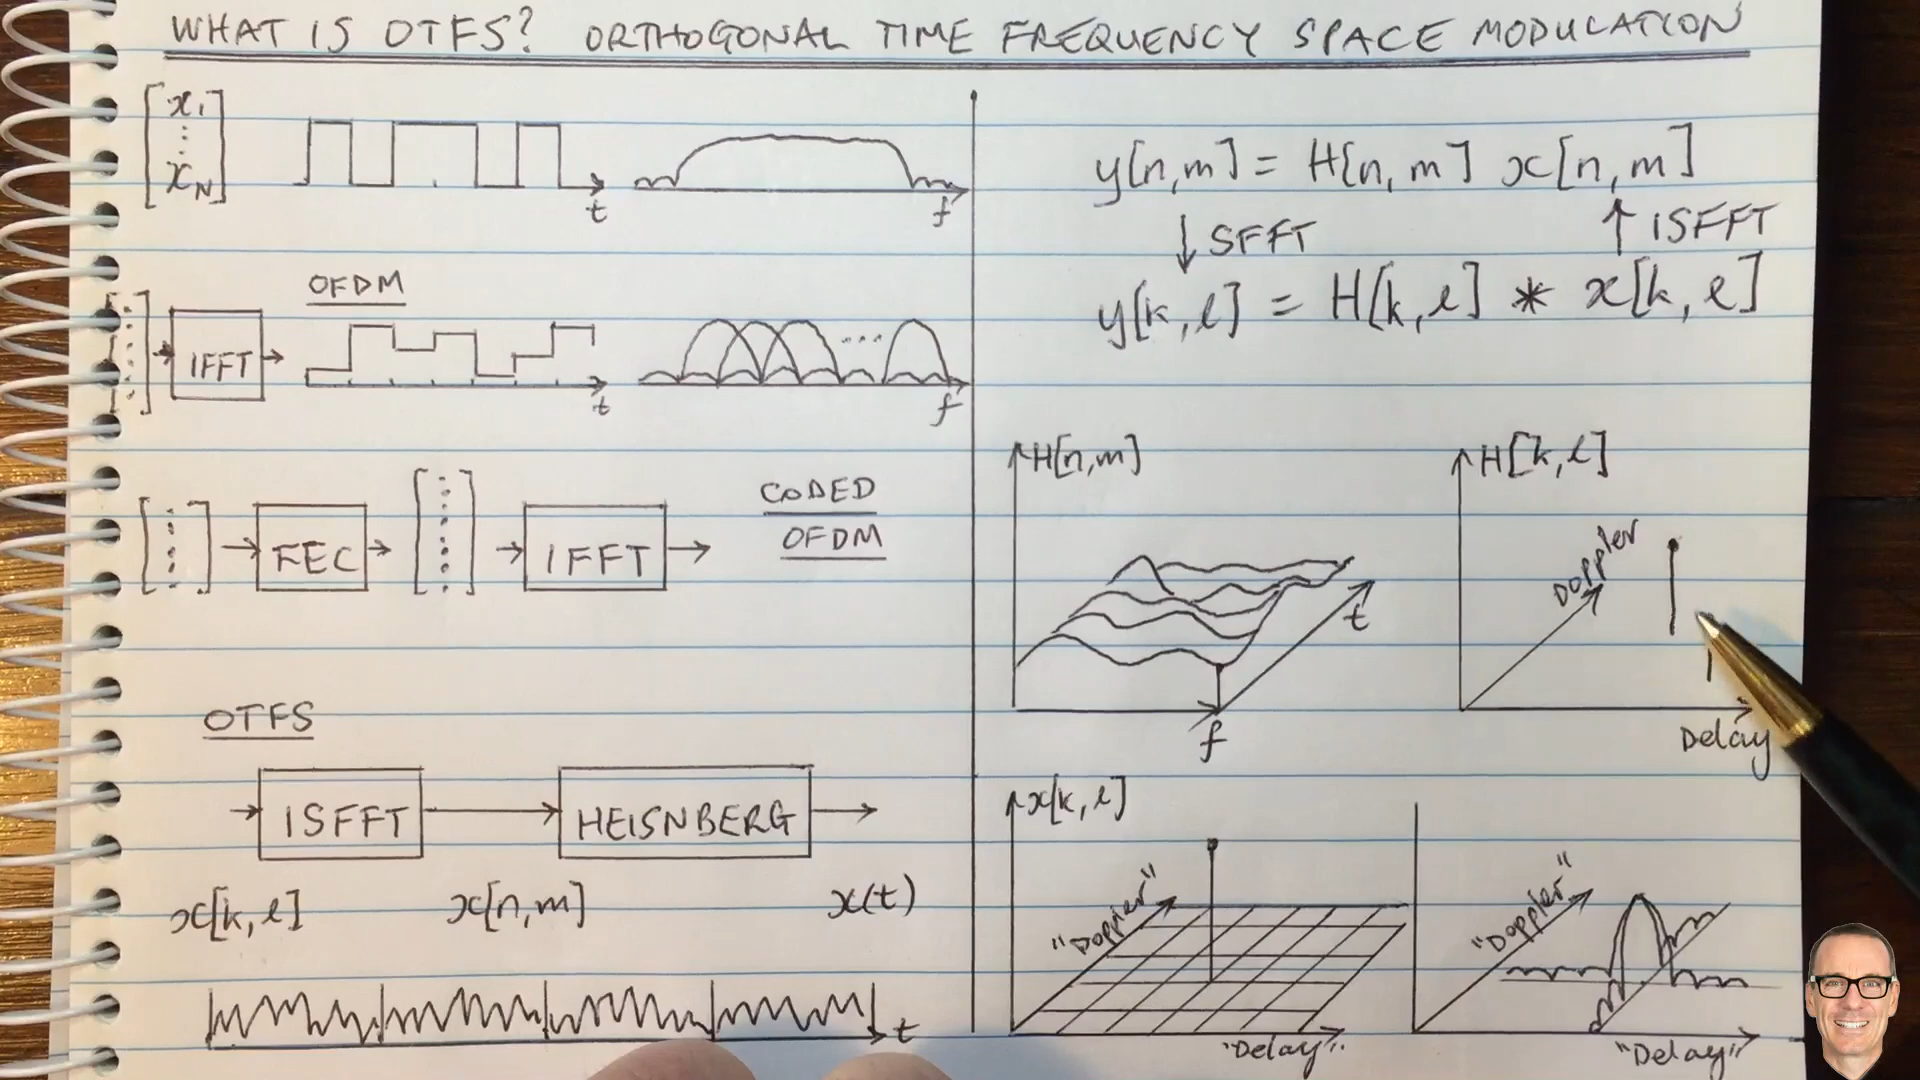 WHAT IS OTFS? ORTHOGONAL TIME FREQUENCY SPACE MODULATION
[x1
⋮
xN]
t
f
OFDM
IFFT
t
f
FEC
IFFT
CODED
OFDM
OTFS
ISFFT
HEISNBERG
x[k,l]
x[n,m]
x(t)
t
y[n,m] = H[n,m] x[n,m]
↓ SFFT
↑ ISFFT
y[k,l] = H[k,l] * x[k,l]
H[n,m]
t
f
H[k,l]
Doppler
Delay
x[k,l]
"Doppler"
"Delay"
"Doppler"
"Delay"